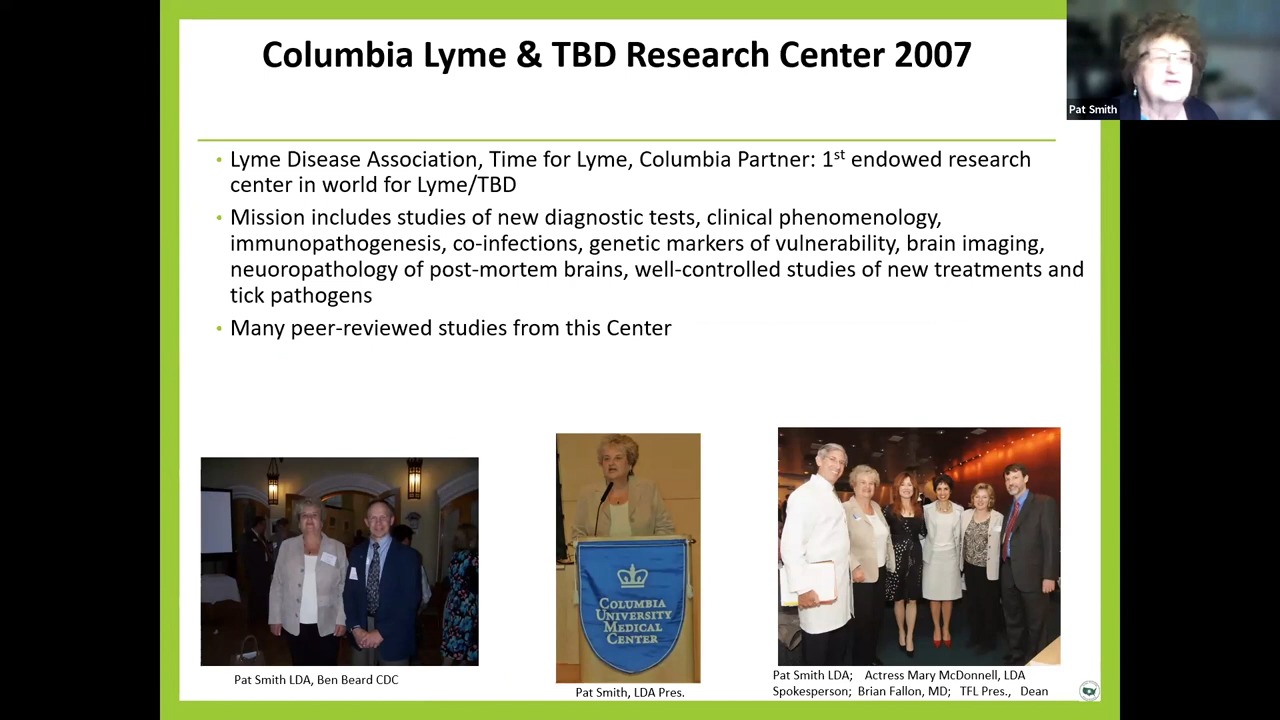 Columbia Lyme & TBD Research Center 2007
Pat Smith
• Lyme Disease Association, Time for Lyme, Columbia Partner: 1st endowed research
center in world for Lyme/TBD
• Mission includes studies of new diagnostic tests, clinical phenomenology,
immunopathogenesis, co-infections, genetic markers of vulnerability, brain imaging,
neuoropathology of post-mortem brains, well-controlled studies of new treatments and
tick pathogens
• Many peer-reviewed studies from this Center
COLUMBIA
UNIVERSITY
MEDICAL
CENTER
Pat Smith LDA, Ben Beard CDC
Pat Smith, LDA Pres.
Pat Smith LDA; Actress Mary McDonnell, LDA
Spokesperson; Brian Fallon, MD; TFL Pres., Dean